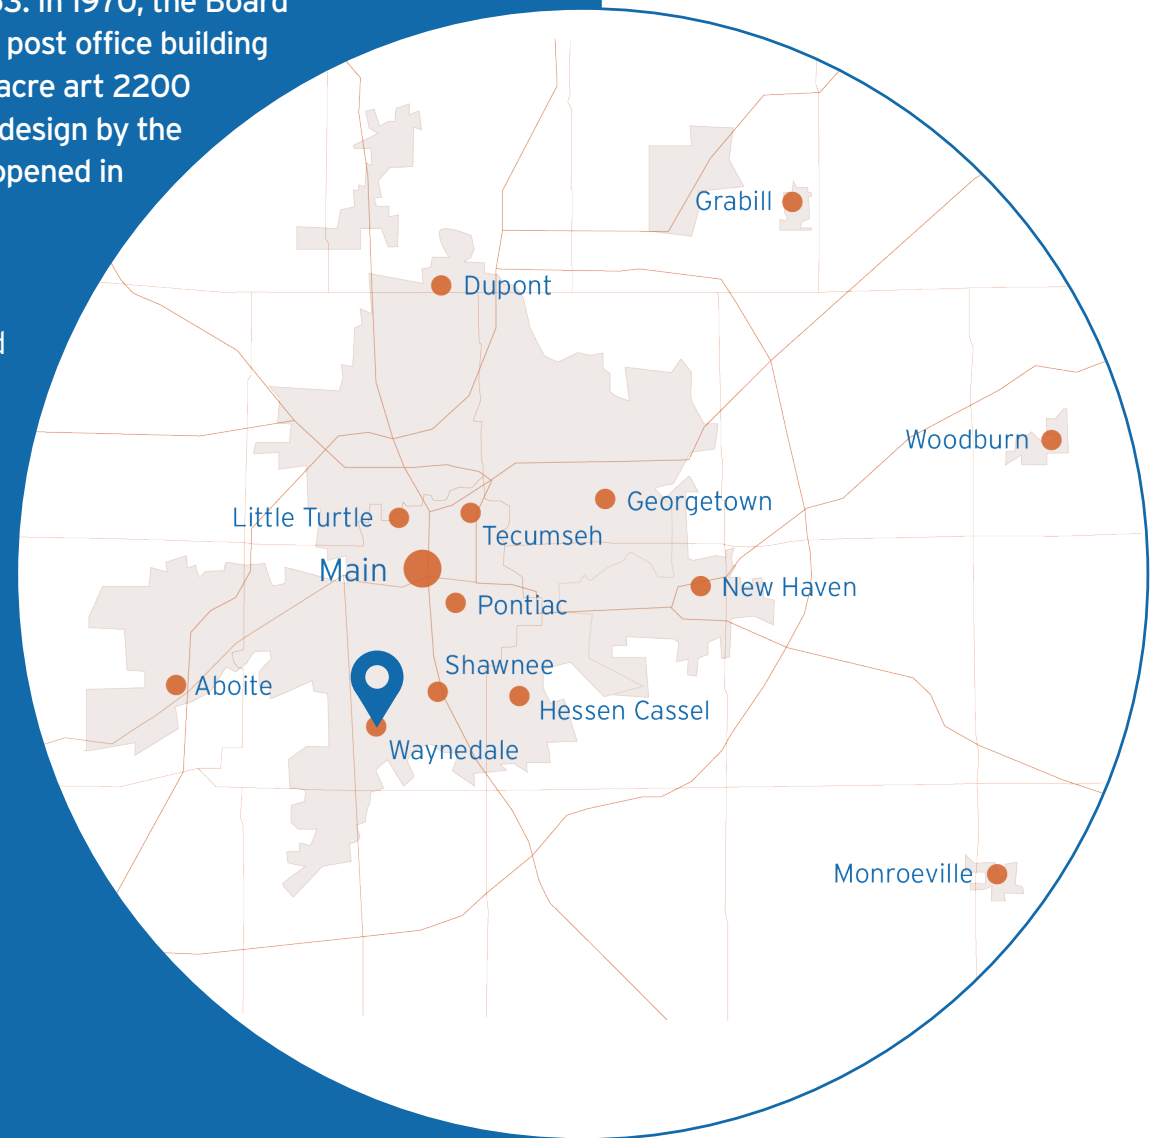 63. In 1970, the Board
post office building
acre art 2200
design by the
opened in
Grabill
Dupont
Woodburn
Georgetown
Little Turtle
Tecumseh
Main
New Haven
Pontiac
Shawnee
Aboite
Hessen Cassel
Waynedale
Monroeville